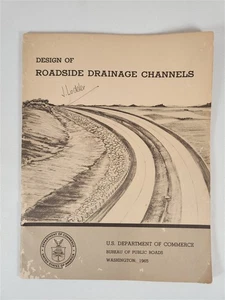 DESIGN OF
ROADSIDE DRAINAGE CHANNELS
U.S. DEPARTMENT OF COMMERCE
BUREAU OF PUBLIC ROADS
WASHINGTON, 1965